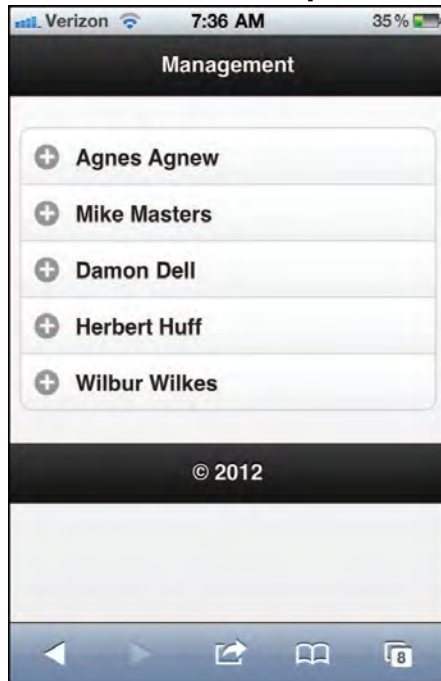 Verizon 7:36 AM 35%
Management
Agnes Agnew
Mike Masters
Damon Dell
Herbert Huff
Wilbur Wilkes
© 2012
8